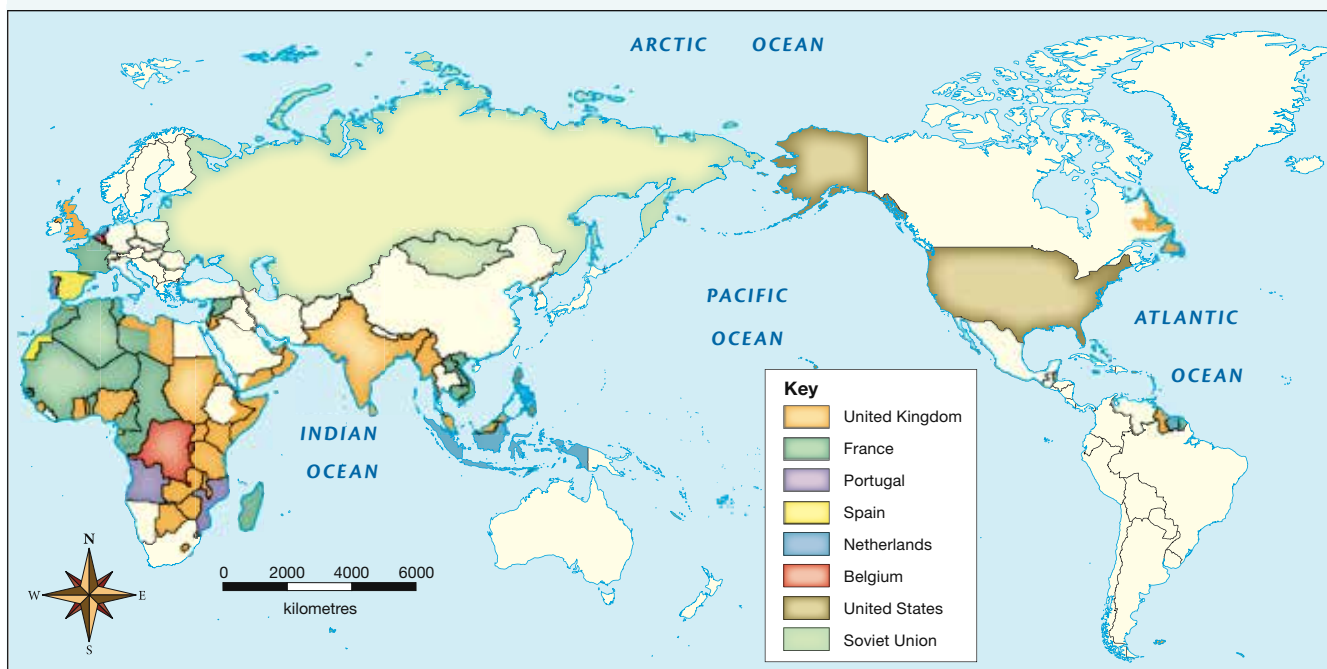 ARCTIC OCEAN
PACIFIC
OCEAN
ATLANTIC
OCEAN
INDIAN
OCEAN
N
W E
S
0 2000 4000 6000
kilometres
Key
United Kingdom
France
Portugal
Spain
Netherlands
Belgium
United States
Soviet Union